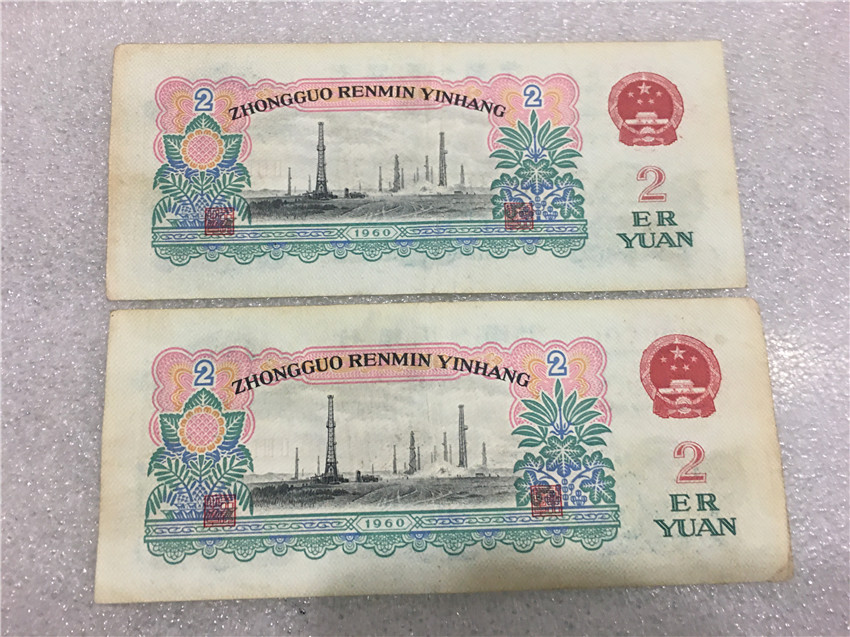 2 ZHONGGUO RENMIN YINHANG 2
2
ER
YUAN
1960
2 ZHONGGUO RENMIN YINHANG 2
2
ER
YUAN
1960